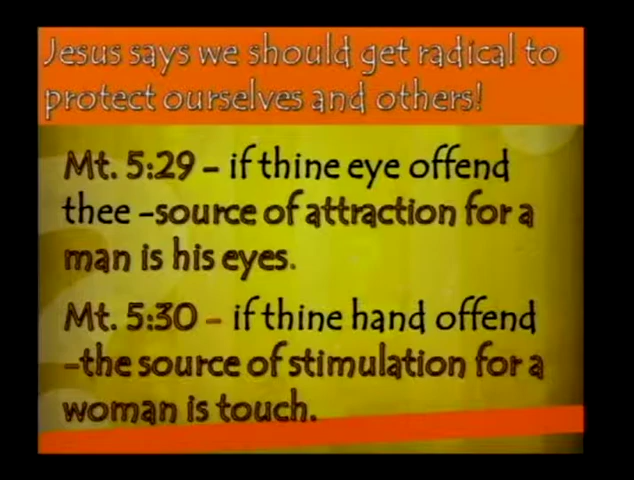 Jesus says we should get radical to
protect ourselves and others!
Mt. 5:29 - if thine eye offend
thee -source of attraction for a
man is his eyes.
Mt. 5:30 - if thine hand offend
-the source of stimulation for a
woman is touch.